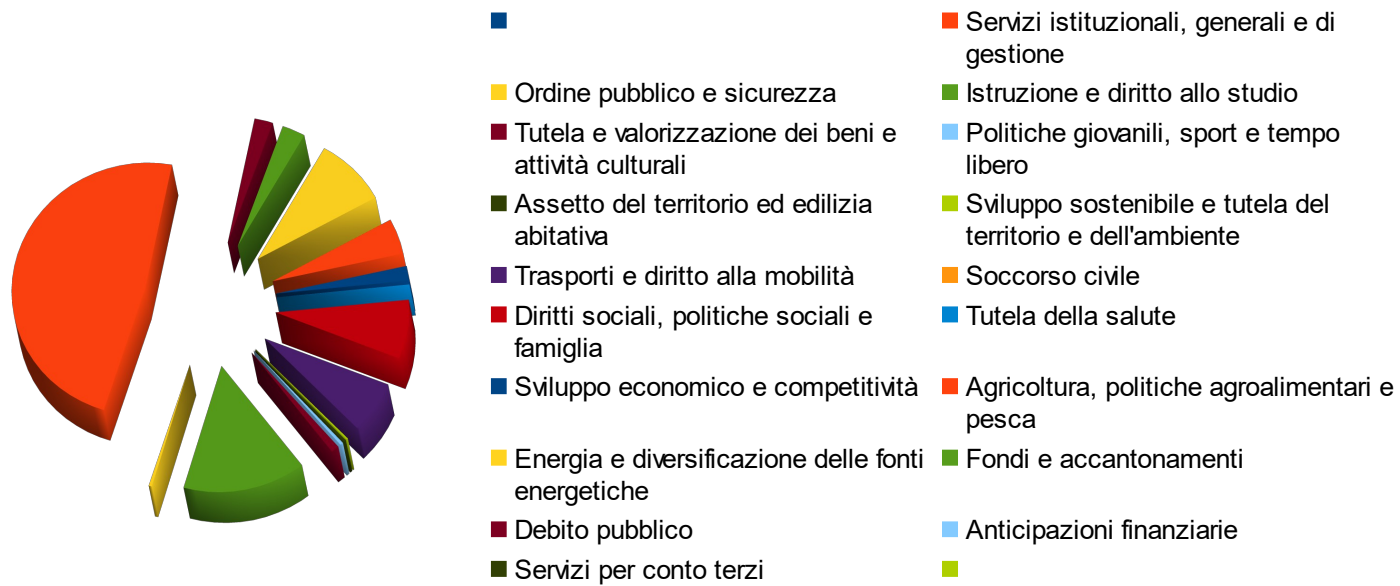 Servizi istituzionali, generali e di
gestione
Ordine pubblico e sicurezza
Istruzione e diritto allo studio
Tutela e valorizzazione dei beni e
attività culturali
Politiche giovanili, sport e tempo
libero
Assetto del territorio ed edilizia
abitativa
Sviluppo sostenibile e tutela del
territorio e dell'ambiente
Trasporti e diritto alla mobilità
Soccorso civile
Diritti sociali, politiche sociali e
famiglia
Tutela della salute
Sviluppo economico e competitività
Agricoltura, politiche agroalimentari e
pesca
Energia e diversificazione delle fonti
energetiche
Fondi e accantonamenti
Debito pubblico
Anticipazioni finanziarie
Servizi per conto terzi